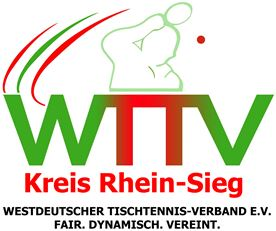 WTTV
Kreis Rhein-Sieg
WESTDEUTSCHER TISCHTENNIS-VERBAND E.V.
FAIR. DYNAMISCH. VEREINT.